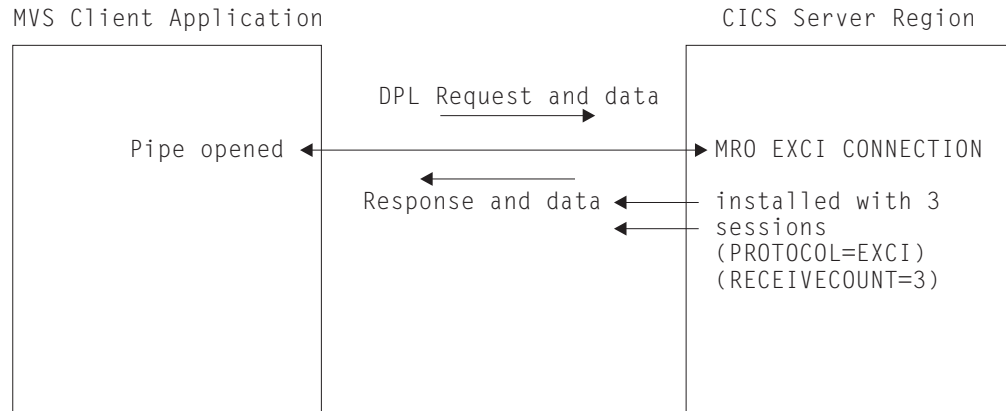 MVS Client Application
CICS Server Region
DPL Request and data
Pipe opened
MRO EXCI CONNECTION
Response and data
installed with 3
sessions
(PROTOCOL=EXCI)
(RECEIVECOUNT=3)